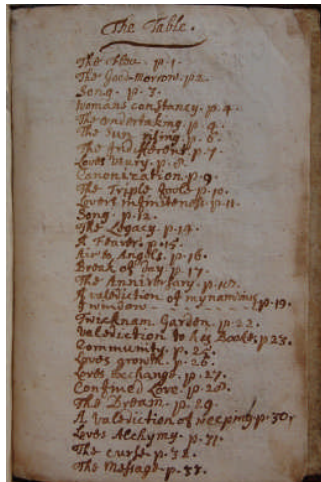 The Table.
The Flea. p. 1.
The Good-Morrow. p 2.
Song. p. 3.
Womans constancy. p. 4.
The undertaking. p. 4.
The Sun rising. p. 6.
The Indifferent. p. 7.
Loves Usury. p. 8.
Canonization. p. 9.
The Triple foole. p. 10.
Lovers infiniteness. p. 11.
Song. p. 12.
The Legacy. p. 14.
A Feaver. p. 15.
Air & Angels. p. 16.
Break of Day. p. 17.
The Anniversary. p.
A valediction of my name in
window p. 19.
Twicknam Garden. p. 22.
Valediction to his Booke. p 23.
Community. p. 25.
Loves growth. p. 26.
Loves Exchange. p. 27.
Confined Love. p. 28.
The Dream. p. 29
A Valediction of weeping p. 30
Loves Alchymy. p. 31.
The curse. p. 32.
The Message. p. 33.